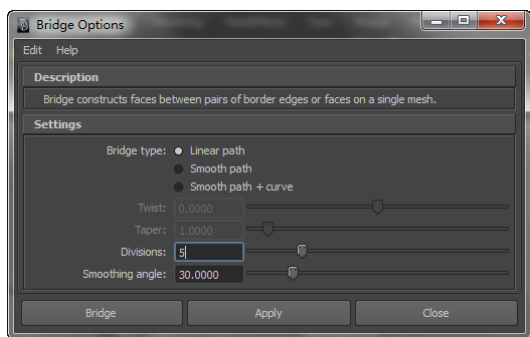 Bridge Options
Edit Help
Description
Bridge constructs faces between pairs of border edges or faces on a single mesh.
Settings
Bridge type: Linear path
Smooth path
Smooth path + curve
Twist: 0.0000
Taper: 1.0000
Divisions: 5
Smoothing angle: 30.0000
Bridge Apply Close